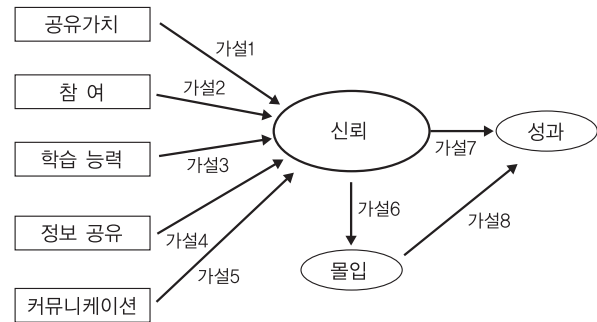 공유가치
가설1
참 여
가설2
신뢰
성과
학습 능력
가설3
가설7
정보 공유
가설4
가설6
가설8
가설5
몰입
커뮤니케이션